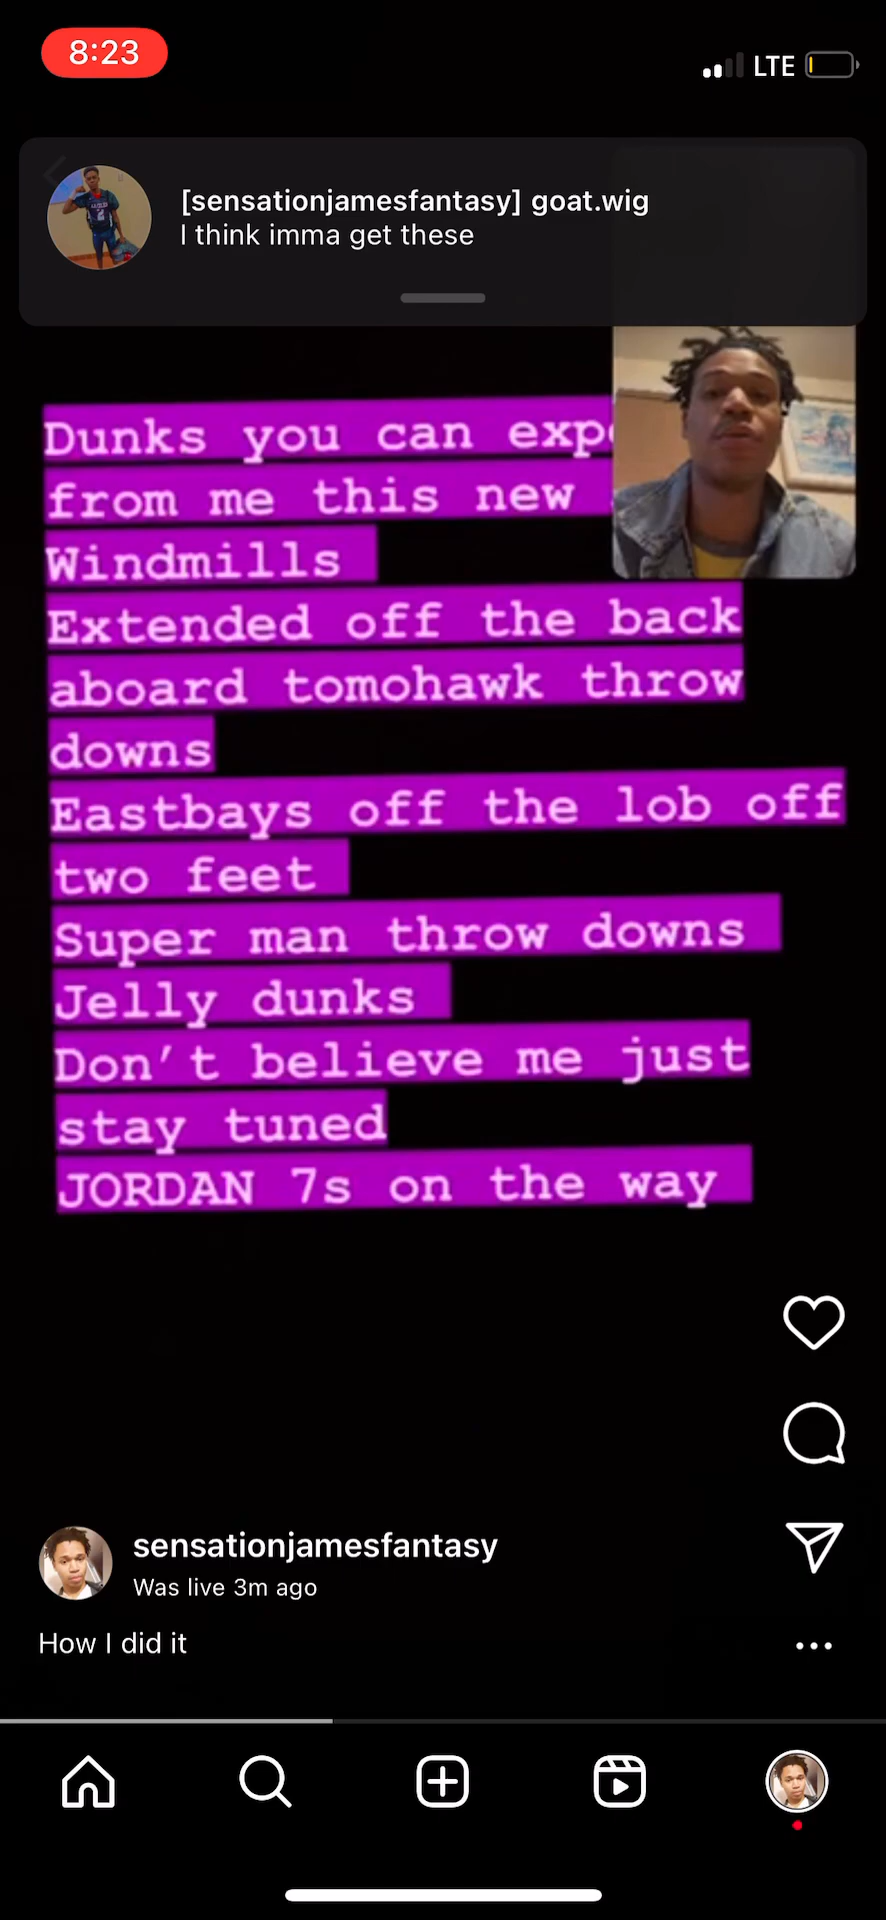 8:23
LTE
[sensationjamesfantasy] goat.wig
I think imma get these
Dunks you can
from me this new
Windmills
Extended off the back
aboard tomohawk throw
downs
Eastbays off the lob off
two feet
Super man throw downs
Jelly dunks
Don't believe me just
stay tuned
JORDAN 7s on the way
sensationjamesfantasy
Was live 3m ago
How I did it